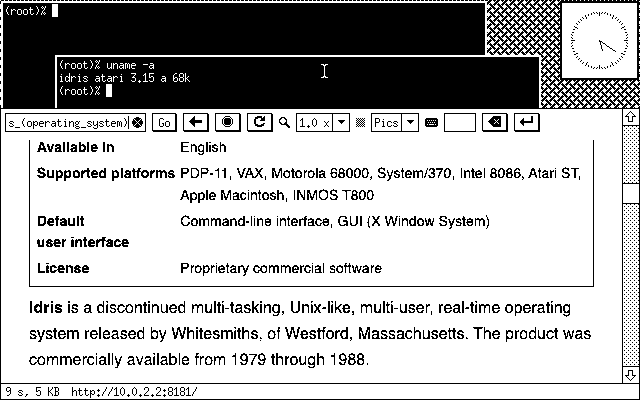 (root)%
(root)% uname -a
idris atari 3.15 a 68k
(root)%
s_(operating_system) Go 1.0 x Pics
Available in English
Supported platforms PDP-11, VAX, Motorola 68000, System/370, Intel 8086, Atari ST,
Apple Macintosh, INMOS T800
Default Command-line interface, GUI (X Window System)
user interface
License Proprietary commercial software
Idris is a discontinued multi-tasking, Unix-like, multi-user, real-time operating
system released by Whitesmiths, of Westford, Massachusetts. The product was
commercially available from 1979 through 1988.
9 s, 5 KB http://10.0.2.2:8181/